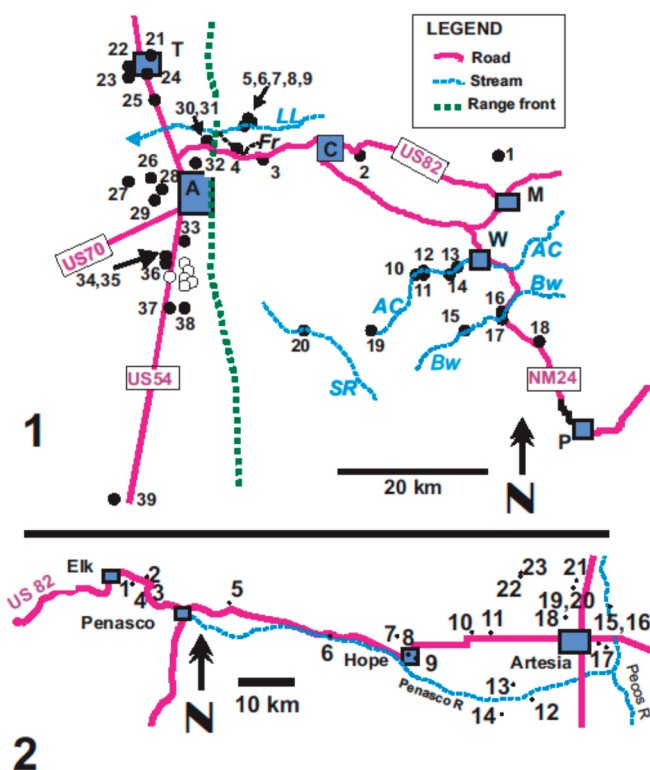 LEGEND
Road
Stream
Range front
21
22
T
23
24
25
5,6,7,8,9
30,31
LL
Fr
C
US82
1
32
4
3
2
26
28
A
27
29
M
33
W
US70
12
13
AC
10
34,35
36
11
14
Bw
AC
16
37
38
15
17
18
20
19
Bw
US54
SR
NM24
1
P
20 km
N
39
23
21
Elk
2
22
US 82
1
3
5
19,20
4
10
11
18
15,16
Penasco
7
8
6
Hope
9
Artesia
17
N
Penasco R
13
Pecos R
10 km
14
12
2